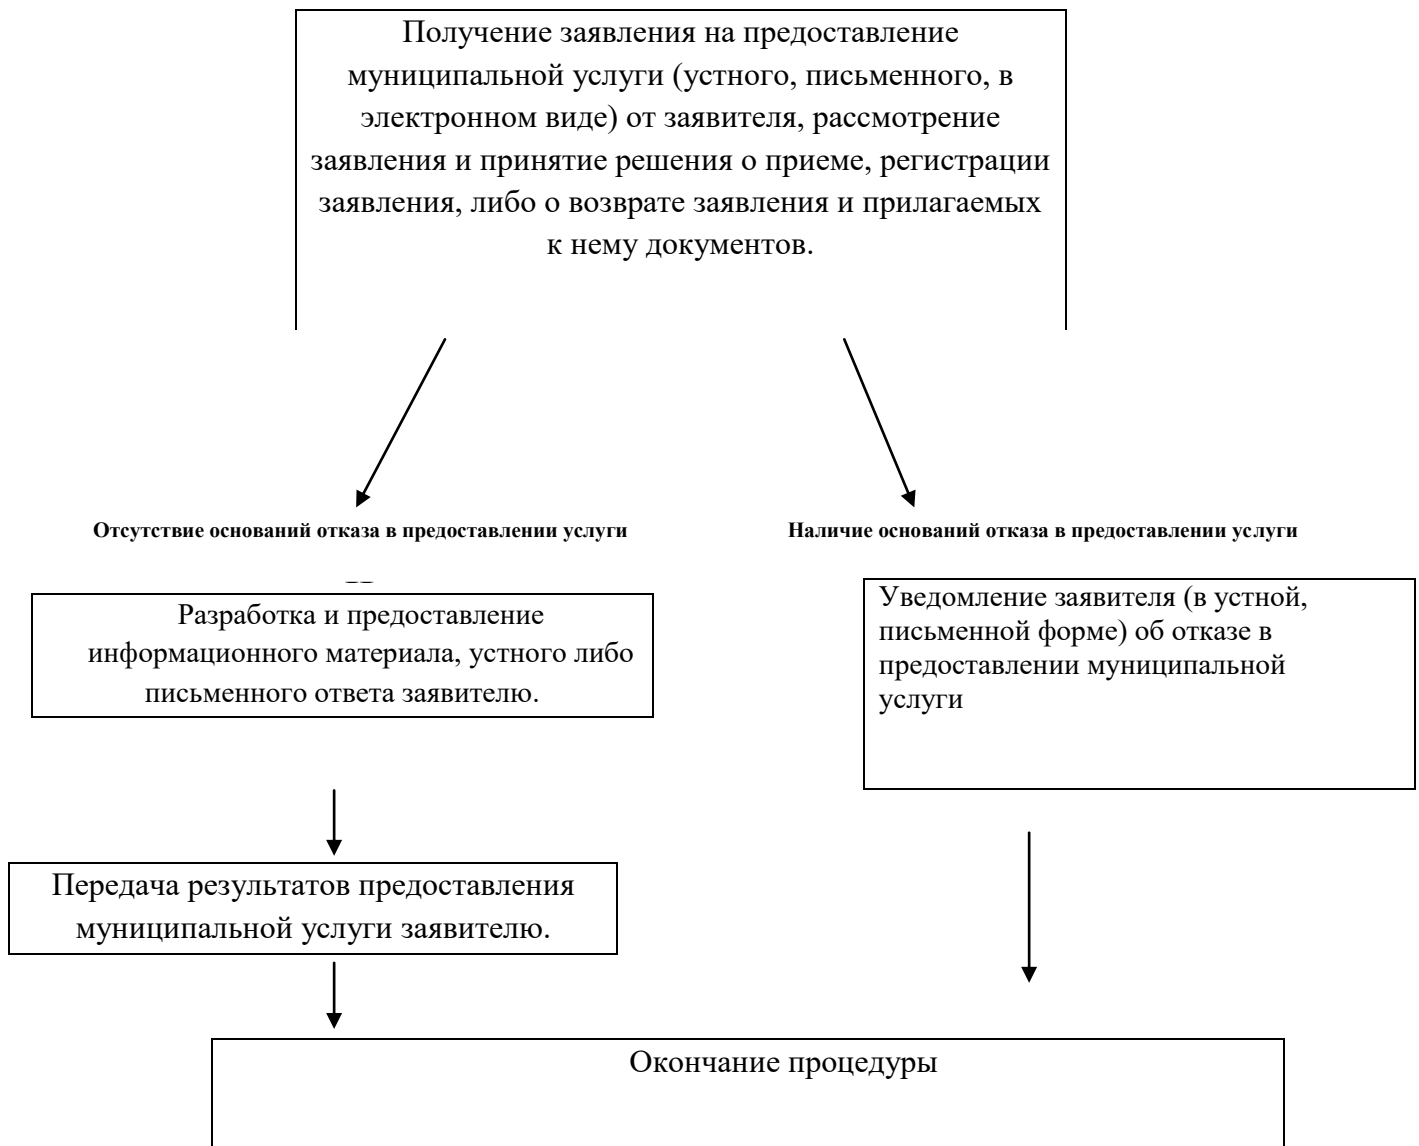 Получение заявления на предоставление
муниципальной услуги (устного, письменного, в
электронном виде) от заявителя, рассмотрение
заявления и принятие решения о приеме, регистрации
заявления, либо о возврате заявления и прилагаемых
к нему документов.
Отсутствие оснований отказа в предоставлении услуги
Наличие оснований отказа в предоставлении услуги
Разработка и предоставление
информационного материала, устного либо
письменного ответа заявителю.
Уведомление заявителя (в устной,
письменной форме) об отказе в
предоставлении муниципальной
услуги
Передача результатов предоставления
муниципальной услуги заявителю.
Окончание процедуры